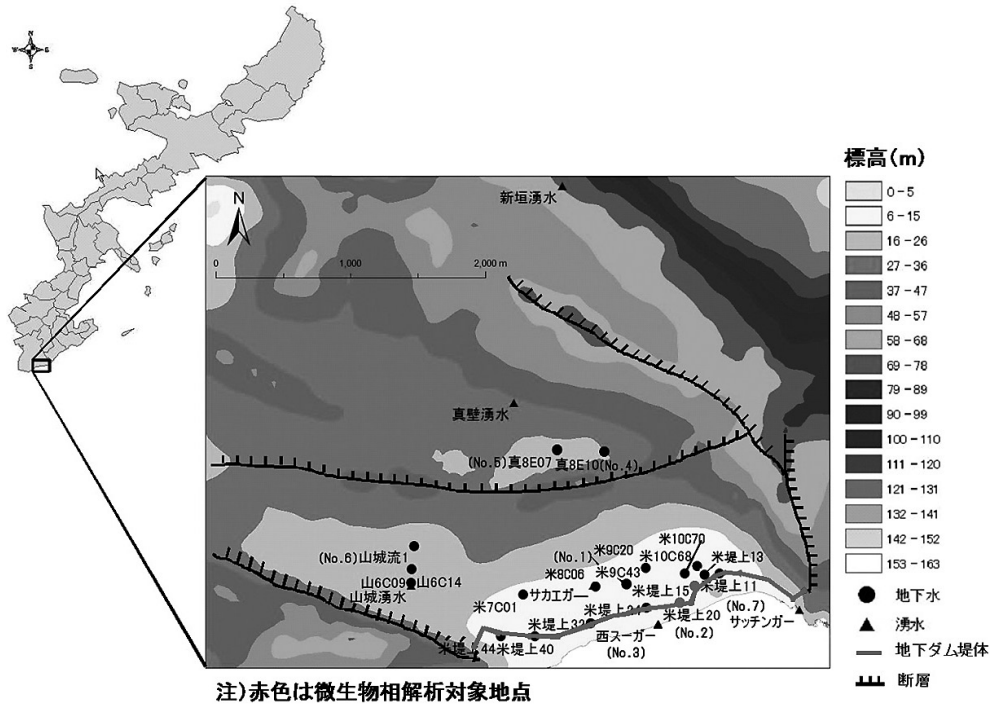 N
W
E
S
N
0 1,000 2,000 m
新垣湧水
真壁湧水
(No.5)真8E07
真8E10(No.4)
(No.6)山城流1
山6C09
山6C14
山城湧水
米10C70
米9C20
米10C68
米堤上13
(No.1)
米8C06
米9C43
米堤上11
サカエガー
米堤上15
米7C01
米堤上20
(No.7)
米堤上32
サッチンガー
西スーガー
(No.2)
(No.3)
米堤上44
米堤上40
標高(m)
0-5
6-15
16-26
27-36
37-47
48-57
58-68
69-78
79-89
90-99
100-110
111-120
121-131
132-141
142-152
153-163
地下水
湧水
地下ダム堤体
断層
注)赤色は微生物相解析対象地点